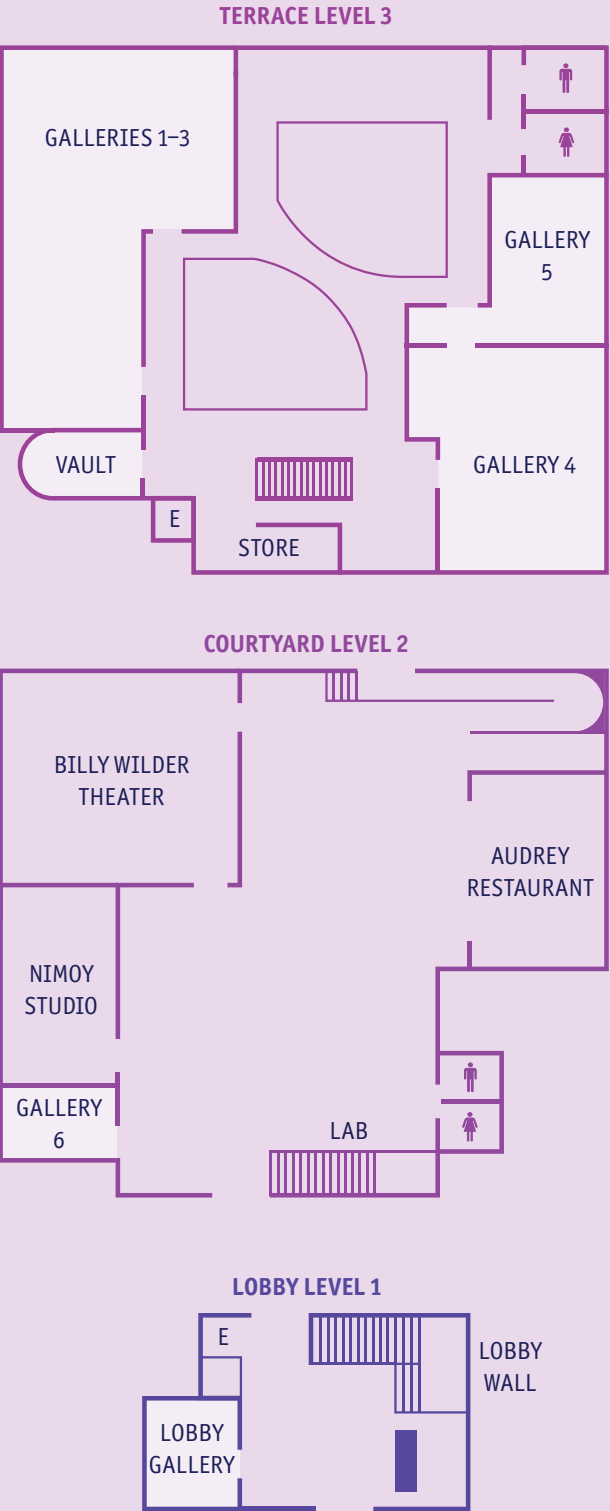 TERRACE LEVEL 3
GALLERIES 1–3
GALLERY
5
VAULT
GALLERY 4
E
STORE
COURTYARD LEVEL 2
BILLY WILDER
THEATER
AUDREY
RESTAURANT
NIMOY
STUDIO
GALLERY
6
LAB
LOBBY LEVEL 1
E
LOBBY
WALL
LOBBY
GALLERY